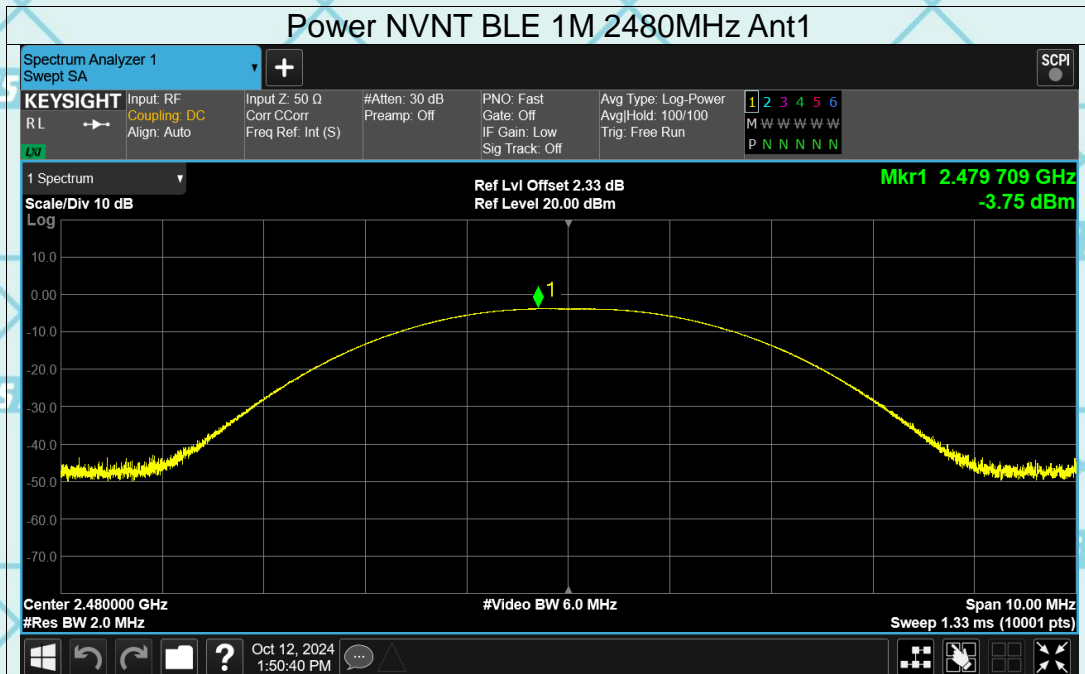 Power NVNT BLE 1M 2480MHz Ant1
Spectrum Analyzer 1
Swept SA
+
SCPI
KEYSIGHT
R L
LXI
Input: RF
Coupling: DC
Align: Auto
Input Z: 50 Ω
Corr CCorr
Freq Ref: Int (S)
#Atten: 30 dB
Preamp: Off
PNO: Fast
Gate: Off
IF Gain: Low
Sig Track: Off
Avg Type: Log-Power
Avg|Hold: 100/100
Trig: Free Run
1 2 3 4 5 6
M W W W W W
P N N N N N
1 Spectrum
Scale/Div 10 dB
Ref Lvl Offset 2.33 dB
Ref Level 20.00 dBm
Mkr1 2.479 709 GHz
-3.75 dBm
Log
10.0
0.00
-10.0
-20.0
-30.0
-40.0
-50.0
-60.0
-70.0
1
Center 2.480000 GHz
#Res BW 2.0 MHz
#Video BW 6.0 MHz
Span 10.00 MHz
Sweep 1.33 ms (10001 pts)
?
Oct 12, 2024
1:50:40 PM